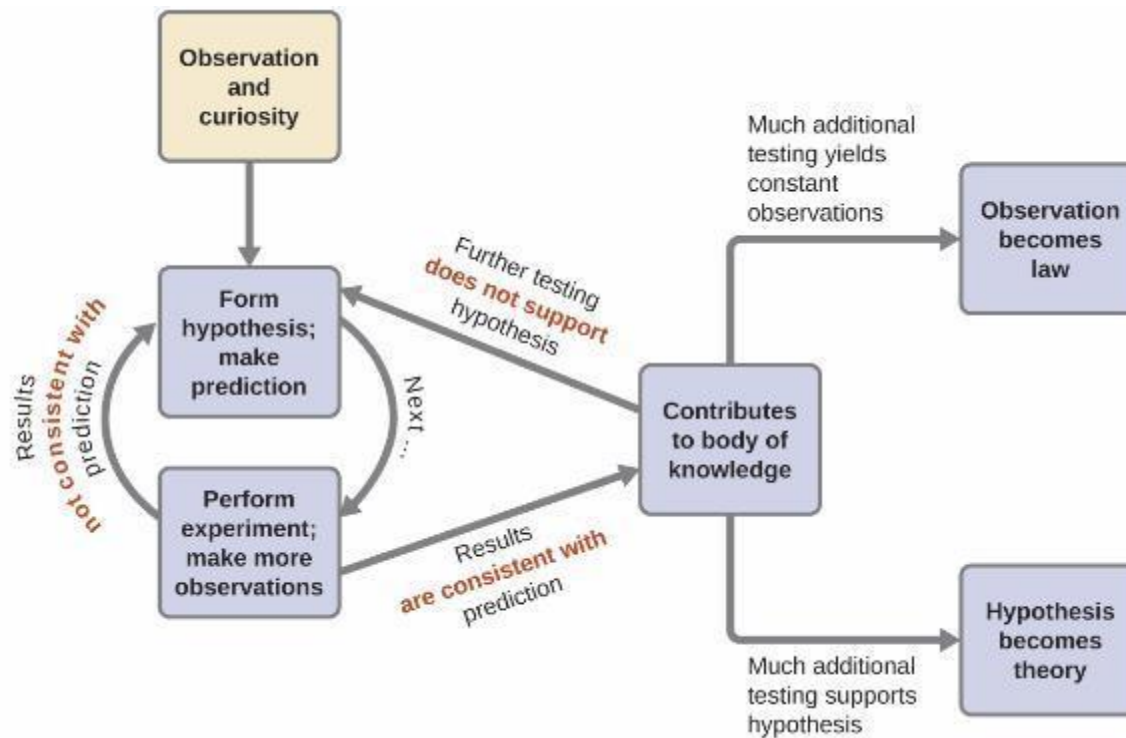 Observation
and
curiosity
Form
hypothesis;
make
prediction
Results
not consistent with
prediction
Next ...
Perform
experiment;
make more
observations
Further testing
does not support
hypothesis
Results
are consistent with
prediction
Contributes
to body of
knowledge
Much additional
testing yields
constant
observations
Observation
becomes
law
Much additional
testing supports
hypothesis
Hypothesis
becomes
theory